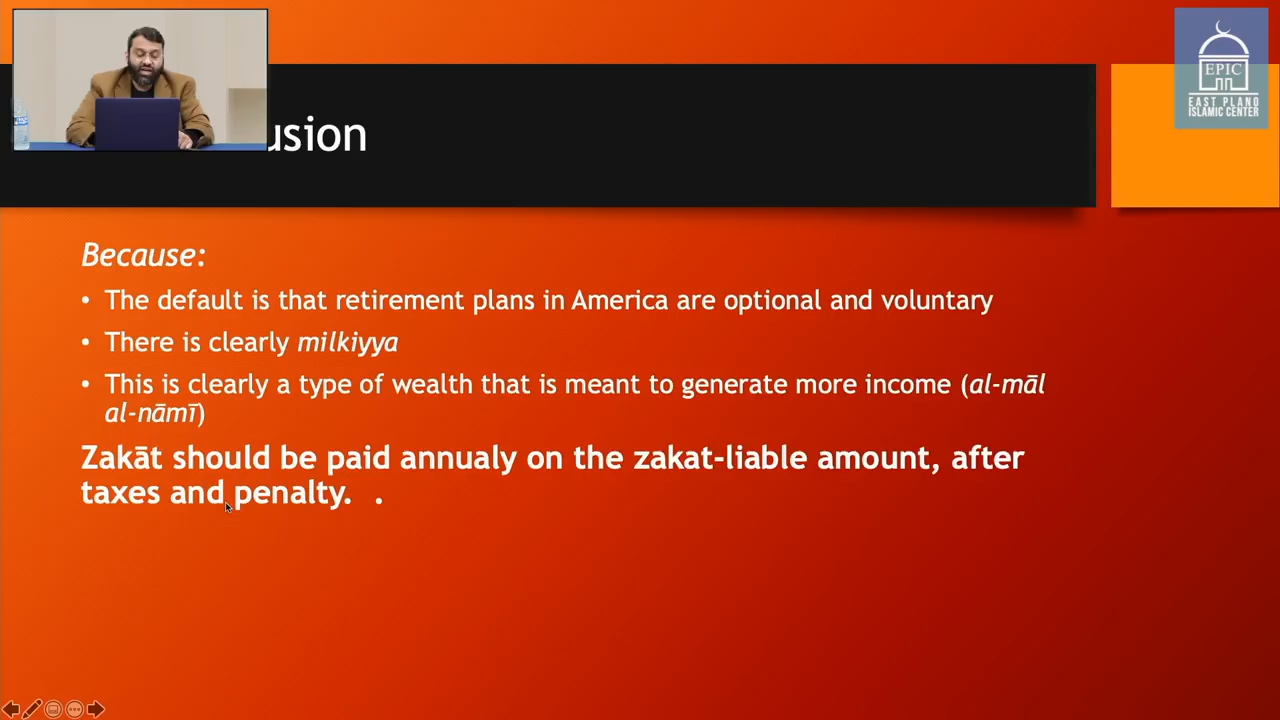 EPIC
EAST PLANO
ISLAMIC CENTER
usion
Because:
• The default is that retirement plans in America are optional and voluntary
• There is clearly milkiyya
• This is clearly a type of wealth that is meant to generate more income (al-māl
al-nāmī)
Zakāt should be paid annualy on the zakat-liable amount, after
taxes and penalty. .